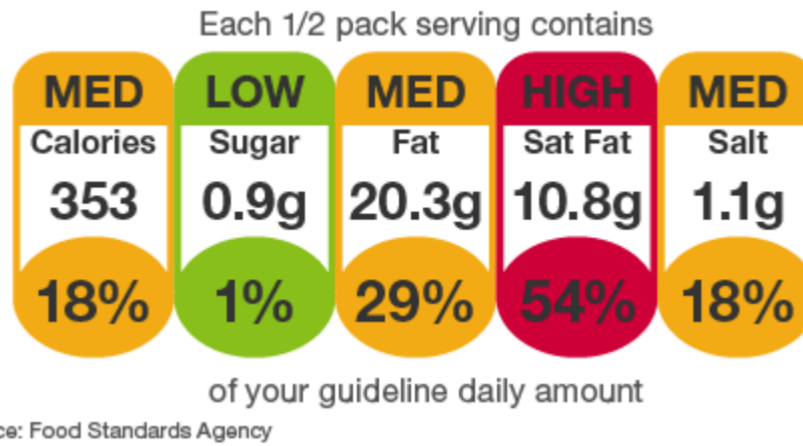 Each 1/2 pack serving contains
MED LOW MED HIGH MED
Calories Sugar Fat Sat Fat Salt
353 0.9g 20.3g 10.8g 1.1g
18% 1% 29% 54% 18%
of your guideline daily amount
ce: Food Standards Agency